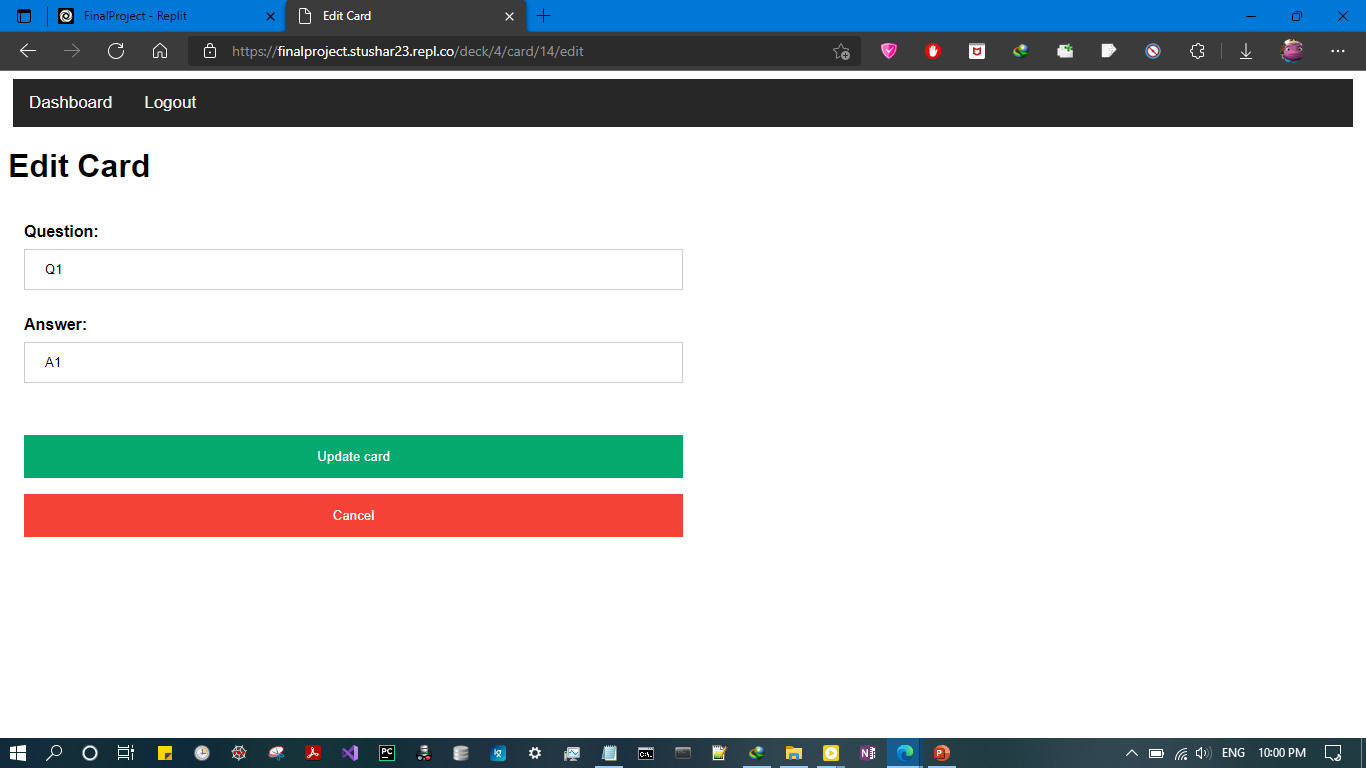 FinalProject - Replit
Edit Card
https://finalproject.stushar23.repl.co/deck/4/card/14/edit
Dashboard Logout
Edit Card
Question:
Q1
Answer:
A1
Update card
Cancel
ENG 10:00 PM